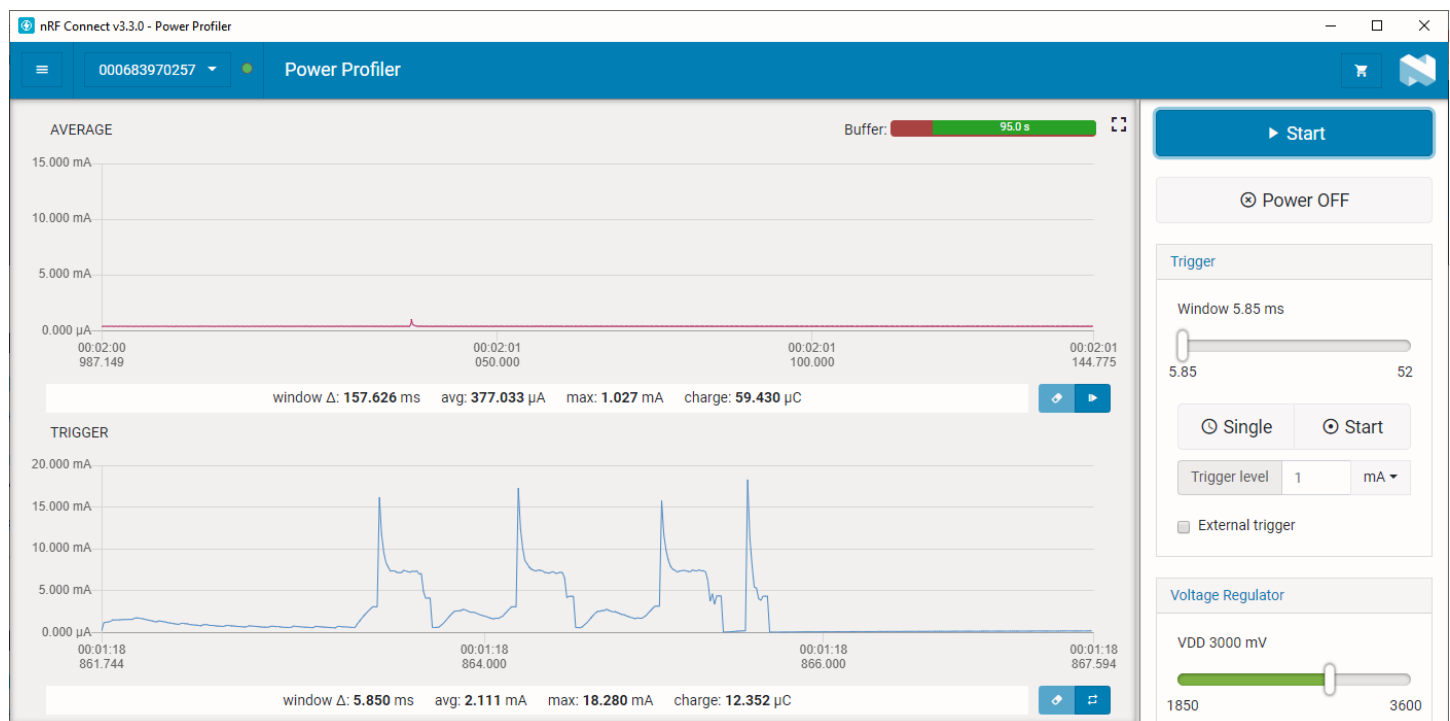 nRF Connect v3.3.0 - Power Profiler
000683970257
Power Profiler
AVERAGE
Buffer:
95.0 s
15.000 mA
10.000 mA
5.000 mA
0.000 µA
00:02:00
987.149
00:02:01
050.000
00:02:01
100.000
00:02:01
144.775
window Δ: 157.626 ms avg: 377.033 µA max: 1.027 mA charge: 59.430 µC
TRIGGER
20.000 mA
15.000 mA
10.000 mA
5.000 mA
0.000 µA
00:01:18
861.744
00:01:18
864.000
00:01:18
866.000
00:01:18
867.594
window Δ: 5.850 ms avg: 2.111 mA max: 18.280 mA charge: 12.352 µC
Start
Power OFF
Trigger
Window 5.85 ms
5.85 52
Single Start
Trigger level 1 mA
External trigger
Voltage Regulator
VDD 3000 mV
1850 3600